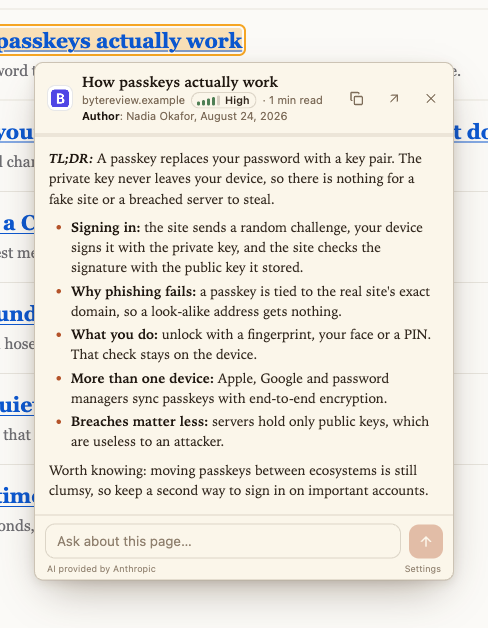 passkeys actually work
B
How passkeys actually work
bytereview.example High · 1 min read
Author: Nadia Okafor, August 24, 2026
TL;DR: A passkey replaces your password with a key pair. The
private key never leaves your device, so there is nothing for a
fake site or a breached server to steal.
• Signing in: the site sends a random challenge, your device
signs it with the private key, and the site checks the
signature with the public key it stored.
• Why phishing fails: a passkey is tied to the real site's exact
domain, so a look-alike address gets nothing.
• What you do: unlock with a fingerprint, your face or a PIN.
That check stays on the device.
• More than one device: Apple, Google and password
managers sync passkeys with end-to-end encryption.
• Breaches matter less: servers hold only public keys, which
are useless to an attacker.
Worth knowing: moving passkeys between ecosystems is still
clumsy, so keep a second way to sign in on important accounts.
Ask about this page...
AI provided by Anthropic Settings